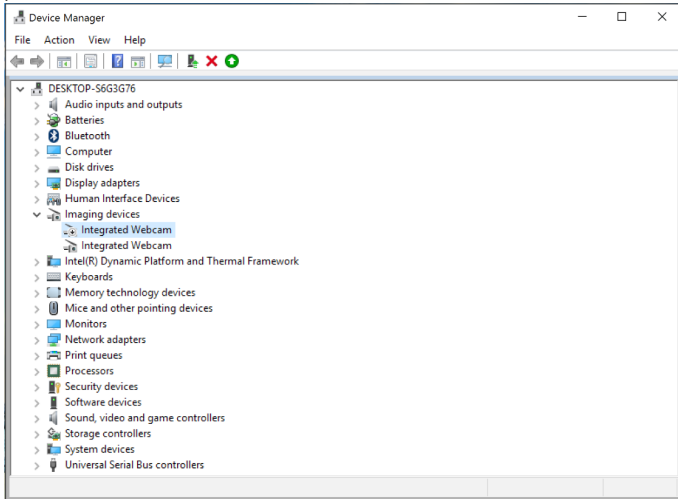 Device Manager
File Action View Help
DESKTOP-S6G3G76
Audio inputs and outputs
Batteries
Bluetooth
Computer
Disk drives
Display adapters
Human Interface Devices
Imaging devices
Integrated Webcam
Integrated Webcam
Intel(R) Dynamic Platform and Thermal Framework
Keyboards
Memory technology devices
Mice and other pointing devices
Monitors
Network adapters
Print queues
Processors
Security devices
Software devices
Sound, video and game controllers
Storage controllers
System devices
Universal Serial Bus controllers